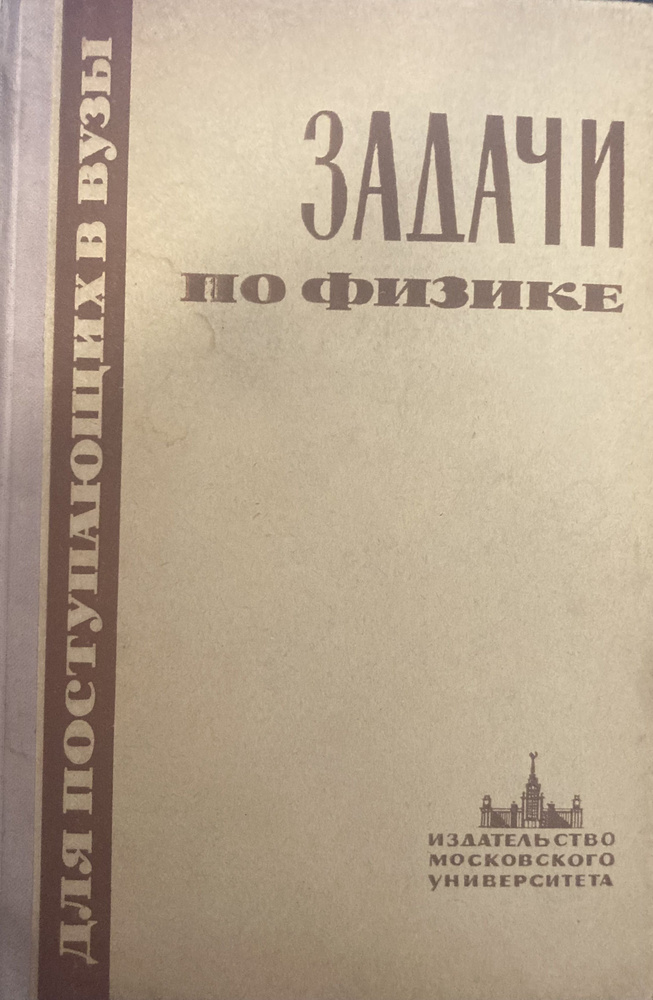 ДЛЯ ПОСТУПАЮЩИХ В ВУЗЫ
ЗАДАЧИ
ПО ФИЗИКЕ
ИЗДАТЕЛЬСТВО
МОСКОВСКОГО
УНИВЕРСИТЕТА